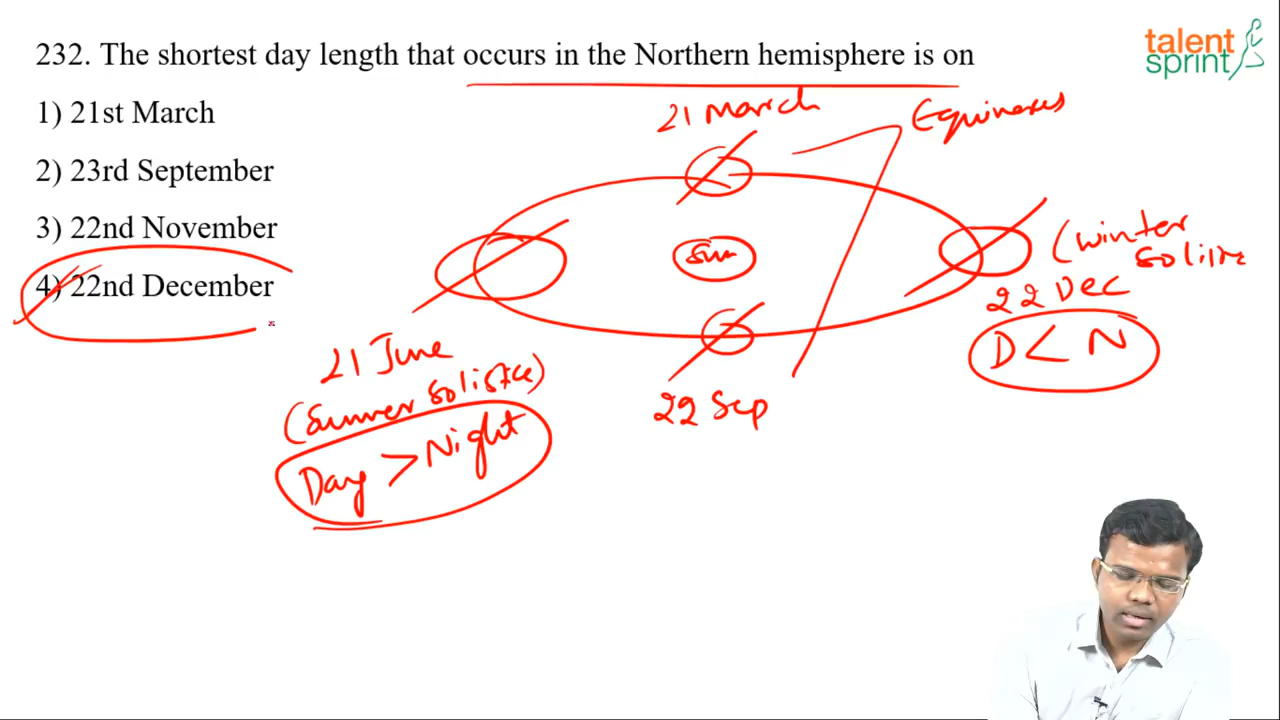 232. The shortest day length that occurs in the Northern hemisphere is on
talent
sprint
1) 21st March
2) 23rd September
3) 22nd November
4) 22nd December
21 March
Equinoxes
Sun
(Winter
22 Dec
D < N
21 June
(Summer solistce)
Day > Night
22 Sep